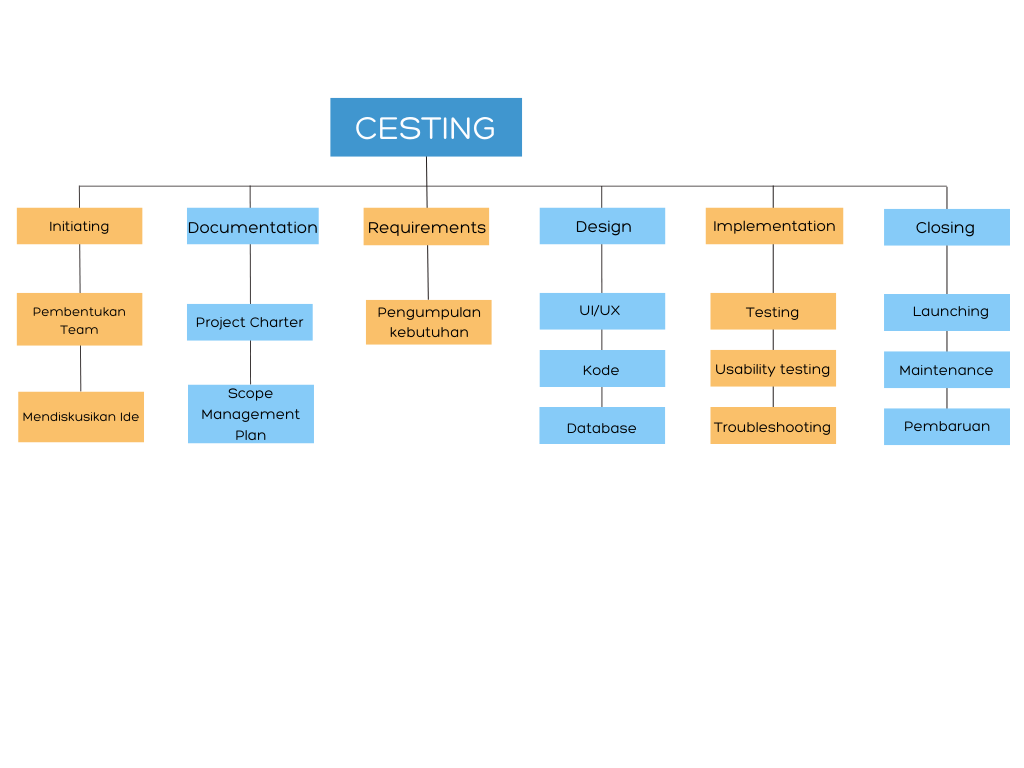 CESTING
Initiating
Documentation
Requirements
Design
Implementation
Closing
Pembentukan
Team
Mendiskusikan Ide
Project Charter
Scope
Management
Plan
Pengumpulan
kebutuhan
UI/UX
Kode
Database
Testing
Usability testing
Troubleshooting
Launching
Maintenance
Pembaruan